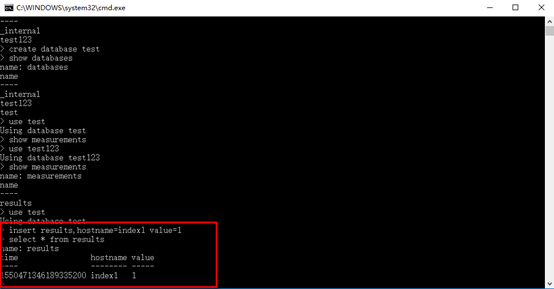 C:\WINDOWS\system32\cmd.exe
----
_internal
test123
> create database test
> show databases
name: databases
name
----
_internal
test123
test
> use test
Using database test
> show measurements
> use test123
Using database test123
> show measurements
name: measurements
name
----
results
> use test
Using database test
> insert results,hostname=index1 value=1
> select * from results
name: results
time hostname value
---- -------- -----
1550471346189335200 index1 1
>